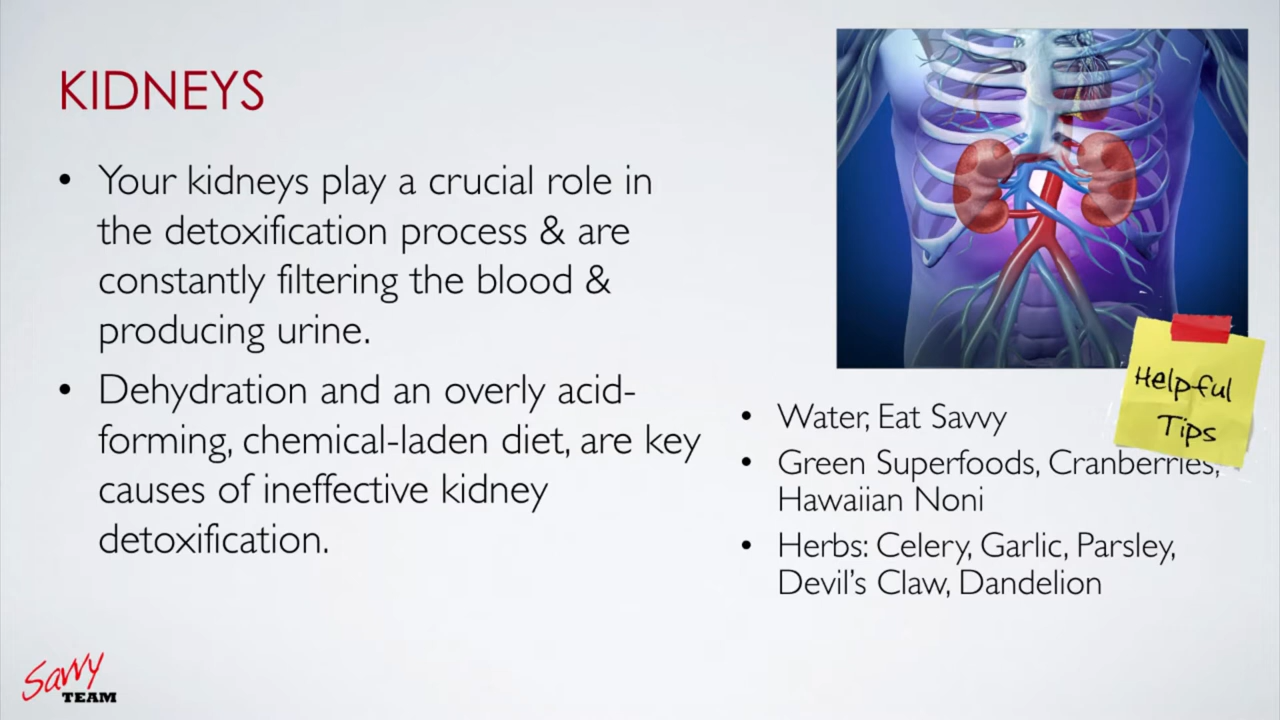 KIDNEYS
• Your kidneys play a crucial role in
the detoxification process & are
constantly filtering the blood &
producing urine.
• Dehydration and an overly acid-
forming, chemical-laden diet, are key
causes of ineffective kidney
detoxification.
Helpful
Tips
• Water, Eat Savvy
• Green Superfoods, Cranberries,
Hawaiian Noni
• Herbs: Celery, Garlic, Parsley,
Devil's Claw, Dandelion
Savvy
TEAM